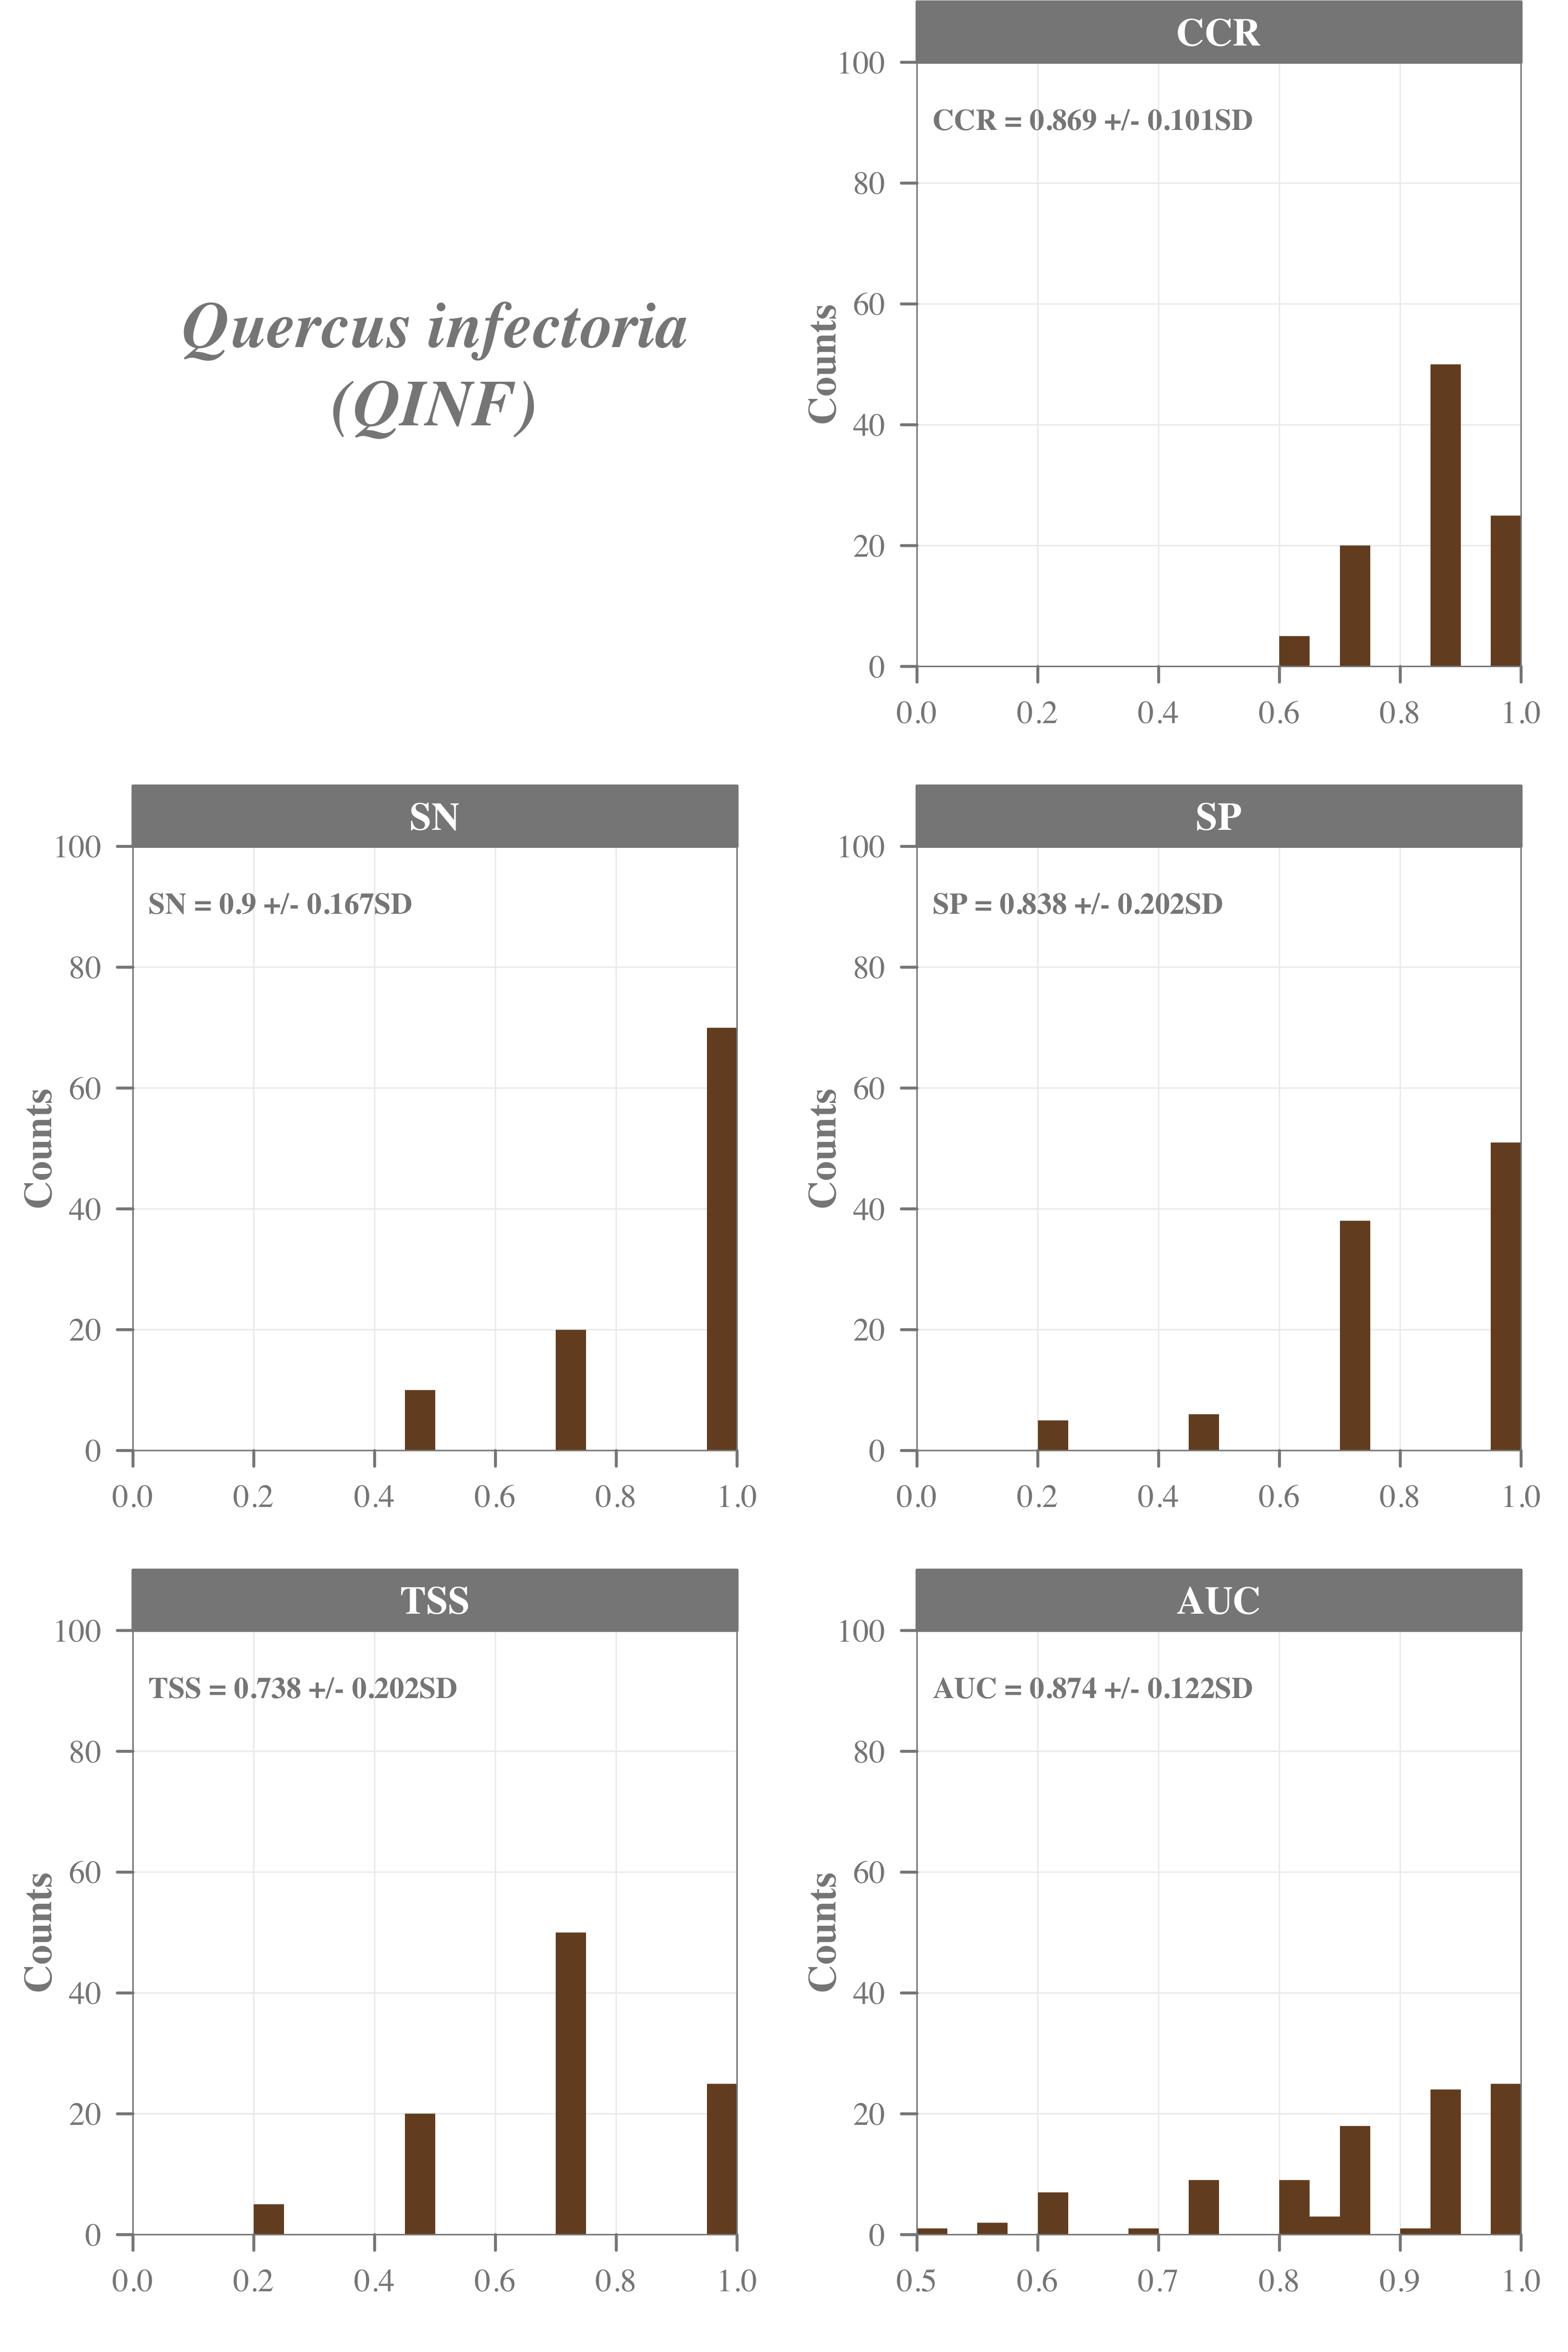 Quercus infectoria
(QINF)
CCR
CCR = 0.869 +/- 0.101SD
Counts
100
80
60
40
20
0
0.0 0.2 0.4 0.6 0.8 1.0
SN
SN = 0.9 +/- 0.167SD
Counts
100
80
60
40
20
0
0.0 0.2 0.4 0.6 0.8 1.0
SP
SP = 0.838 +/- 0.202SD
Counts
100
80
60
40
20
0
0.0 0.2 0.4 0.6 0.8 1.0
TSS
TSS = 0.738 +/- 0.202SD
Counts
100
80
60
40
20
0
0.0 0.2 0.4 0.6 0.8 1.0
AUC
AUC = 0.874 +/- 0.122SD
Counts
100
80
60
40
20
0
0.5 0.6 0.7 0.8 0.9 1.0